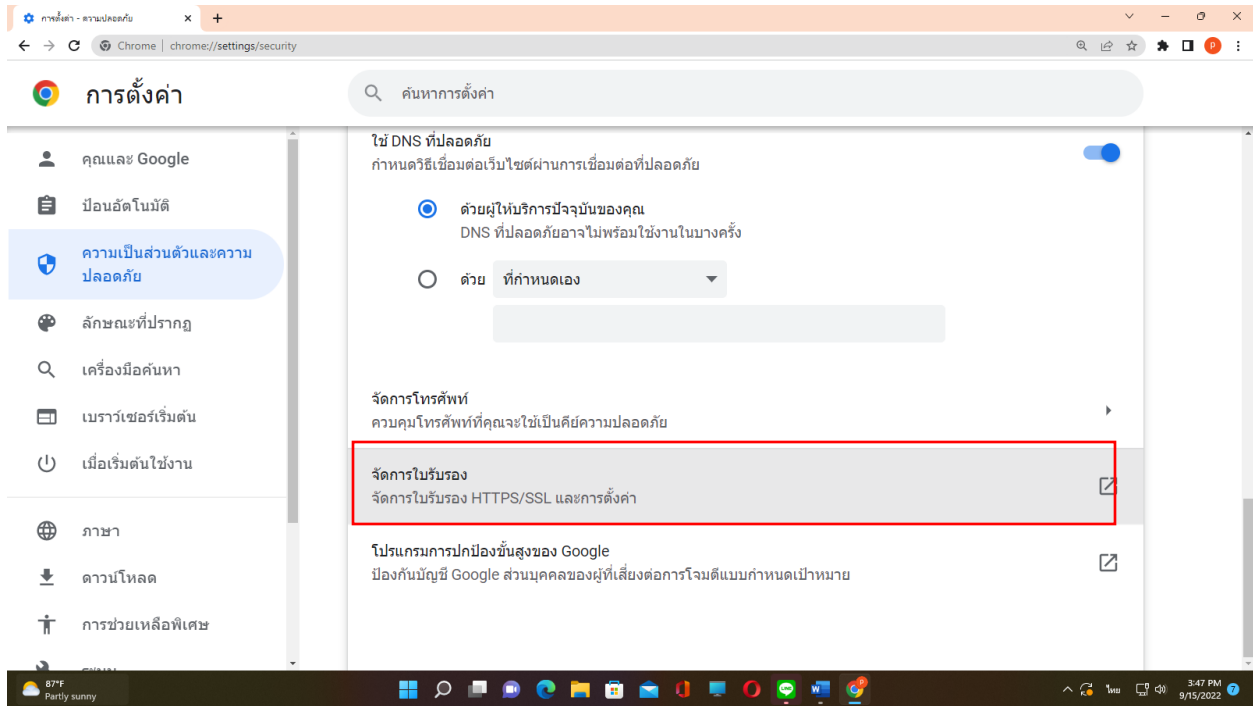 การตั้งค่า - ความปลอดภัย
Chrome | chrome://settings/security
P
การตั้งค่า
ค้นหาการตั้งค่า
คุณและ Google
ป้อนอัตโนมัติ
ความเป็นส่วนตัวและความ
ปลอดภัย
ลักษณะที่ปรากฏ
เครื่องมือค้นหา
เบราว์เซอร์เริ่มต้น
เมื่อเริ่มต้นใช้งาน
ภาษา
ดาวน์โหลด
การช่วยเหลือพิเศษ
ใช้ DNS ที่ปลอดภัย
กำหนดวิธีเชื่อมต่อเว็บไซต์ผ่านการเชื่อมต่อที่ปลอดภัย
ด้วยผู้ให้บริการปัจจุบันของคุณ
DNS ที่ปลอดภัยอาจไม่พร้อมใช้งานในบางครั้ง
ด้วย ที่กำหนดเอง
จัดการโทรศัพท์
ควบคุมโทรศัพท์ที่คุณจะใช้เป็นคีย์ความปลอดภัย
จัดการใบรับรอง
จัดการใบรับรอง HTTPS/SSL และการตั้งค่า
โปรแกรมการปกป้องขั้นสูงของ Google
ป้องกันบัญชี Google ส่วนบุคคลของผู้ที่เสี่ยงต่อการโจมตีแบบกำหนดเป้าหมาย
87°F
Partly sunny
ไทย
3:47 PM
9/15/2022
7